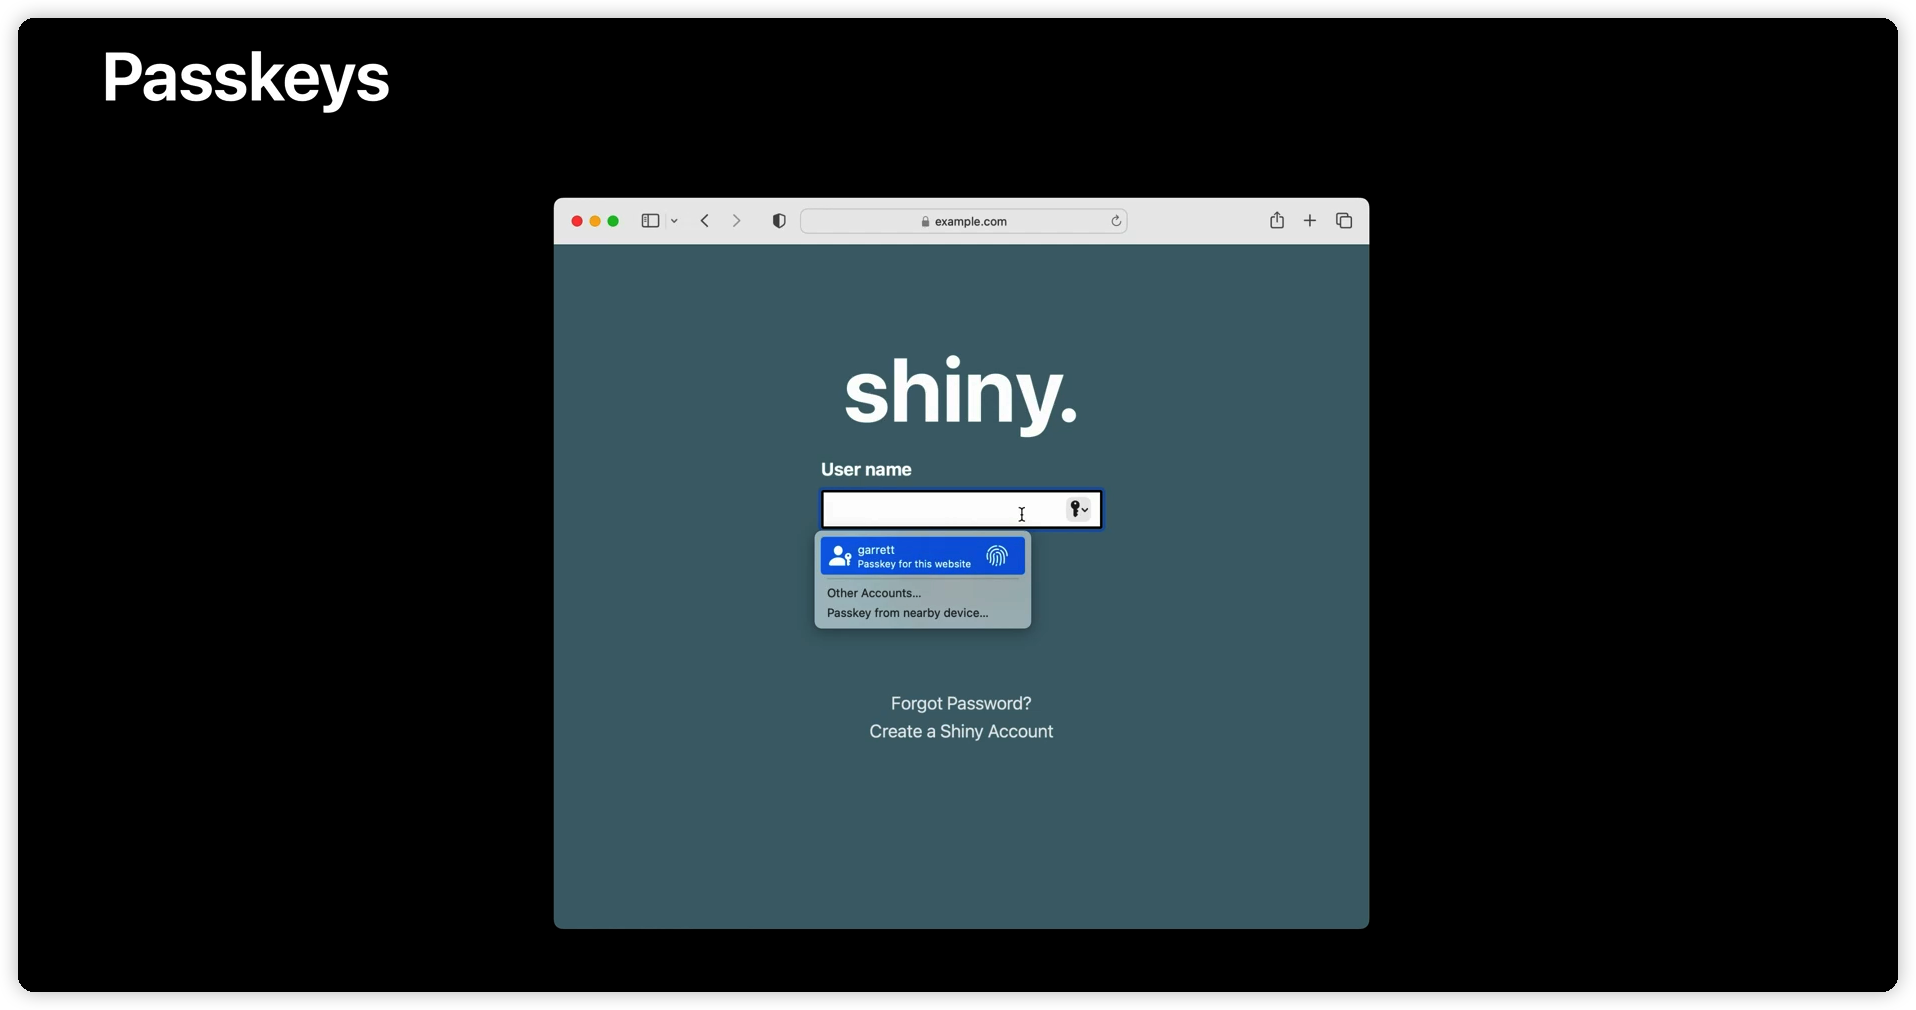 Passkeys
example.com
shiny.
User name
garrett
Passkey for this website
Other Accounts...
Passkey from nearby device...
Forgot Password?
Create a Shiny Account